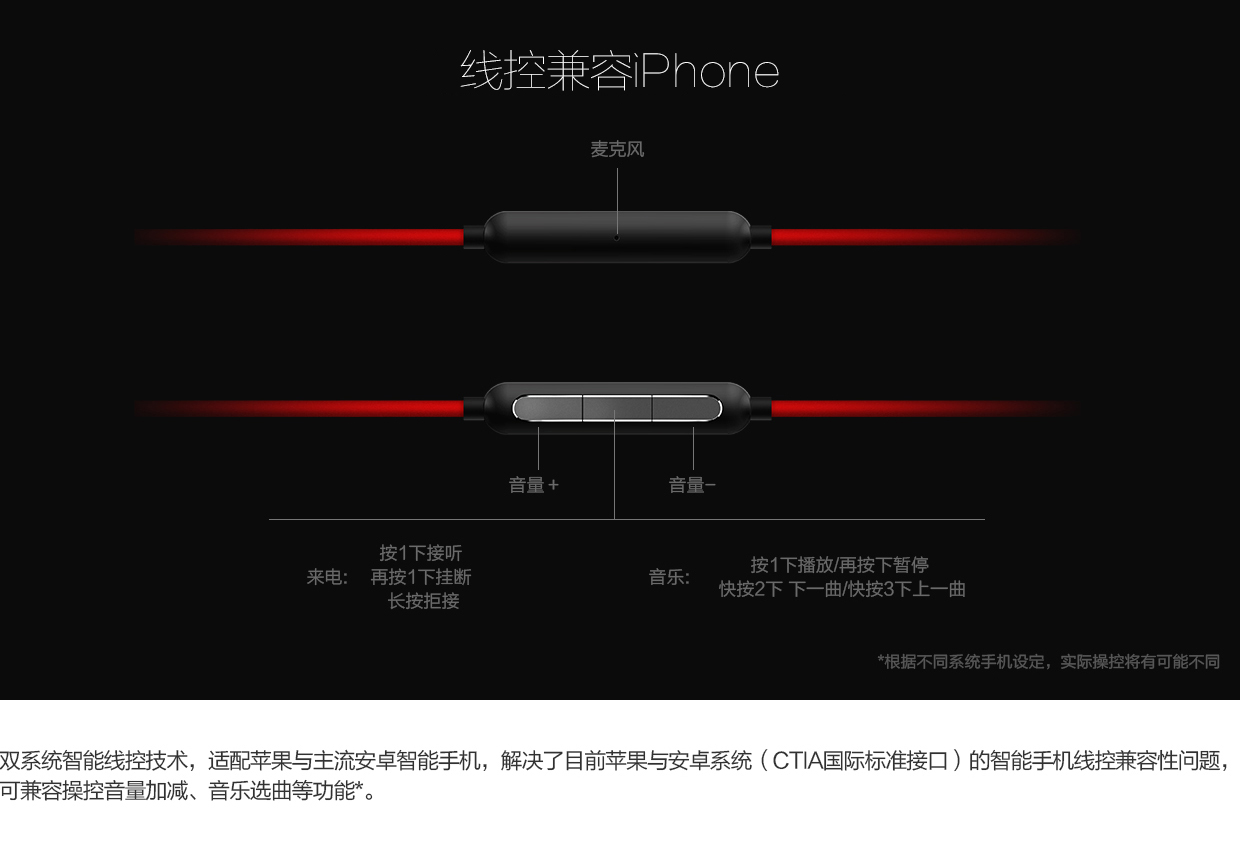 线控兼容iPhone
麦克风
音量 +
音量-
来电:
按1下接听
再按1下挂断
长按拒接
音乐:
按1下播放/再按下暂停
快按2下 下一曲/快按3下上一曲
*根据不同系统手机设定，实际操控将有可能不同
双系统智能线控技术，适配苹果与主流安卓智能手机，解决了目前苹果与安卓系统（CTIA国际标准接口）的智能手机线控兼容性问题，
可兼容操控音量加减、音乐选曲等功能*。